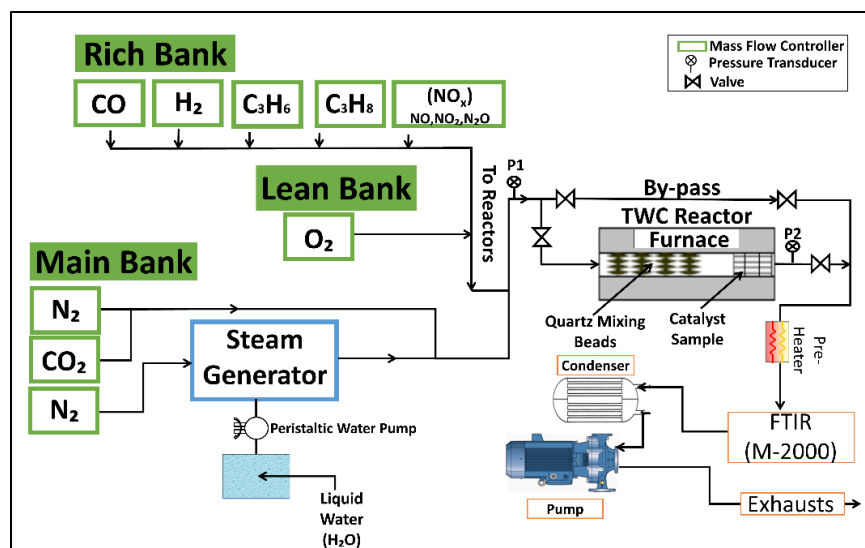 Rich Bank
CO
H₂
C₃H₆
C₃H₈
(NOₓ)
NO,NO₂,N₂O
Mass Flow Controller
Pressure Transducer
Valve
Lean Bank
O₂
To Reactors
P1
By-pass
TWC Reactor
Furnace
P2
Main Bank
N₂
CO₂
N₂
Steam
Generator
Quartz Mixing
Beads
Catalyst
Sample
Pre-
Heater
Condenser
Peristaltic Water Pump
FTIR
(M-2000)
Liquid
Water
(H₂O)
Pump
Exhausts